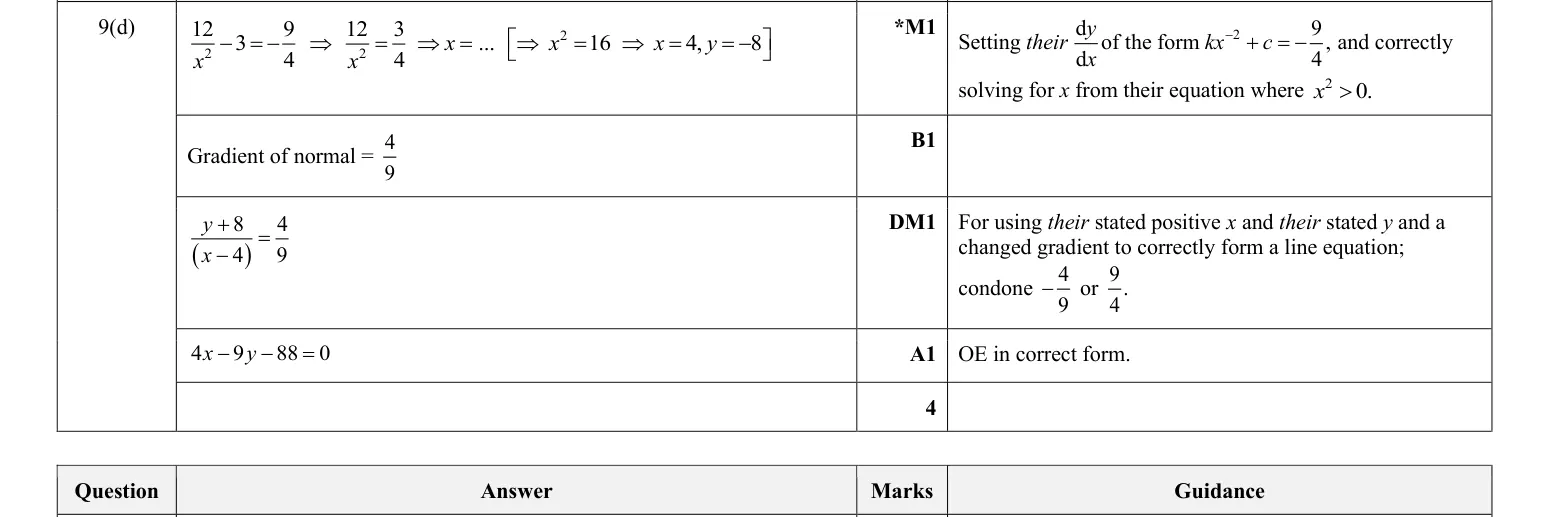 9(d)
12/x² − 3 = −9/4 ⇒ 12/x² = 3/4 ⇒ x = ... [⇒ x² = 16 ⇒ x = 4, y = −8]
*M1
Setting their dy/dx of the form kx⁻² + c = −9/4, and correctly
solving for x from their equation where x² > 0.
Gradient of normal = 4/9
B1
(y + 8)/(x − 4) = 4/9
DM1
For using their stated positive x and their stated y and a
changed gradient to correctly form a line equation;
condone −4/9 or 9/4.
4x − 9y − 88 = 0
A1
OE in correct form.
4
Question Answer Marks Guidance